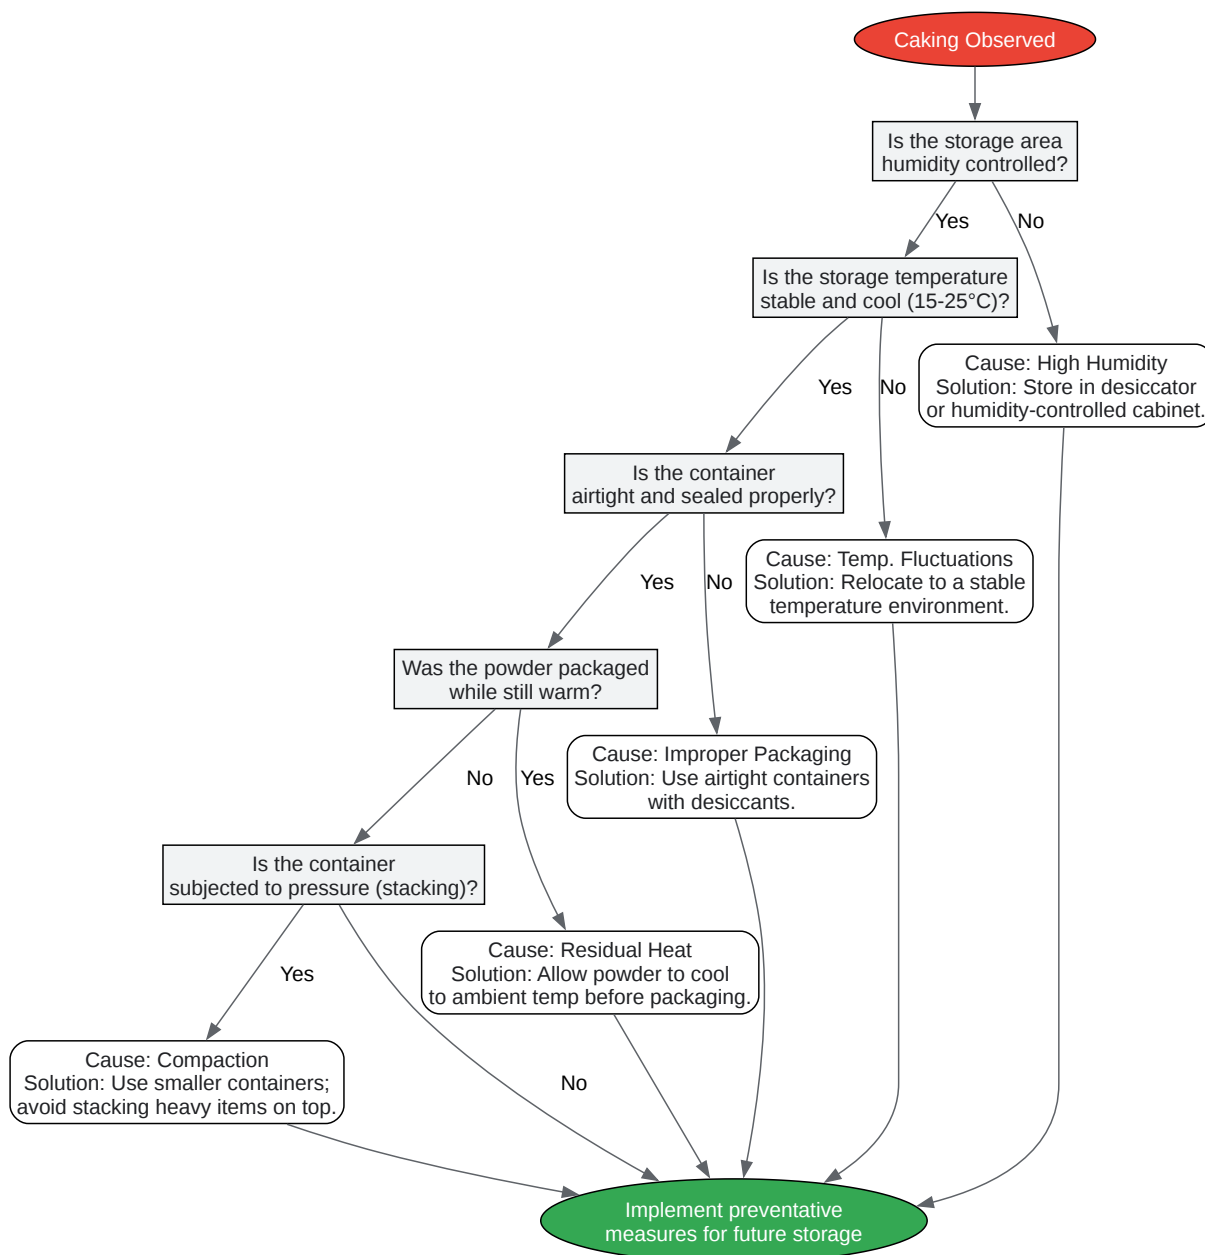 Caking Observed
Is the storage area
humidity controlled?
Yes
No
Is the storage temperature
stable and cool (15-25°C)?
Yes
No
Cause: High Humidity
Solution: Store in desiccator
or humidity-controlled cabinet.
Is the container
airtight and sealed properly?
Yes
No
Cause: Temp. Fluctuations
Solution: Relocate to a stable
temperature environment.
Was the powder packaged
while still warm?
No
Yes
Cause: Improper Packaging
Solution: Use airtight containers
with desiccants.
Is the container
subjected to pressure (stacking)?
Yes
No
Cause: Residual Heat
Solution: Allow powder to cool
to ambient temp before packaging.
Cause: Compaction
Solution: Use smaller containers;
avoid stacking heavy items on top.
Implement preventative
measures for future storage